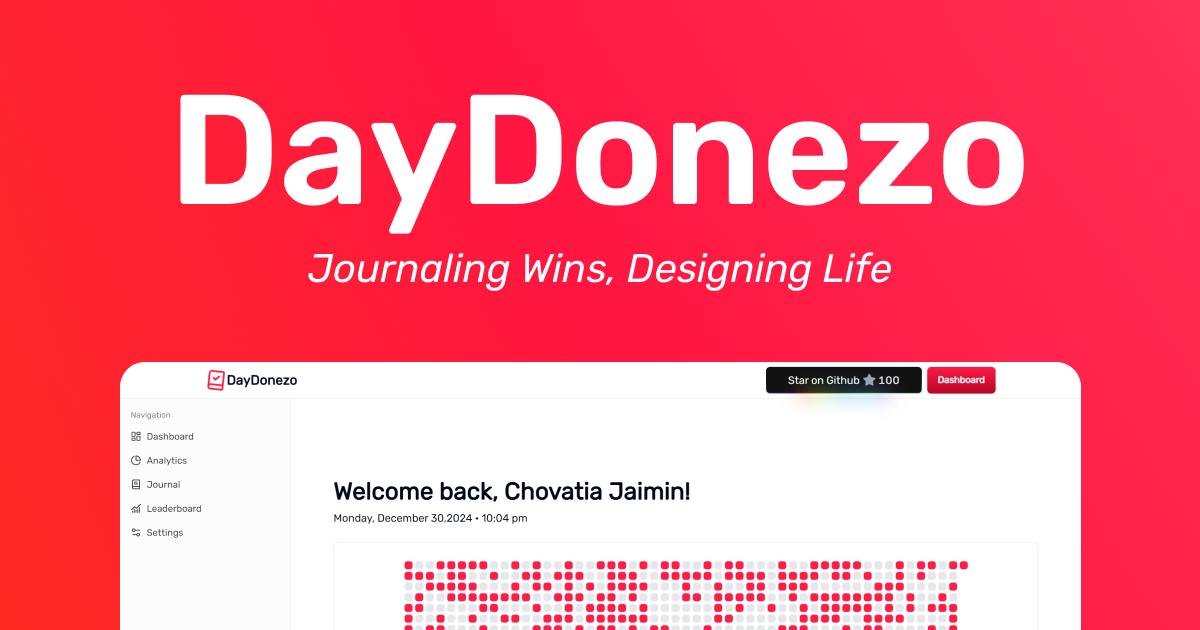 DayDonezo
Journaling Wins, Designing Life
DayDonezo
Star on Github 100
Dashboard
Navigation
Dashboard
Analytics
Journal
Leaderboard
Settings
Welcome back, Chovatia Jaimin!
Monday, December 30,2024 • 10:04 pm